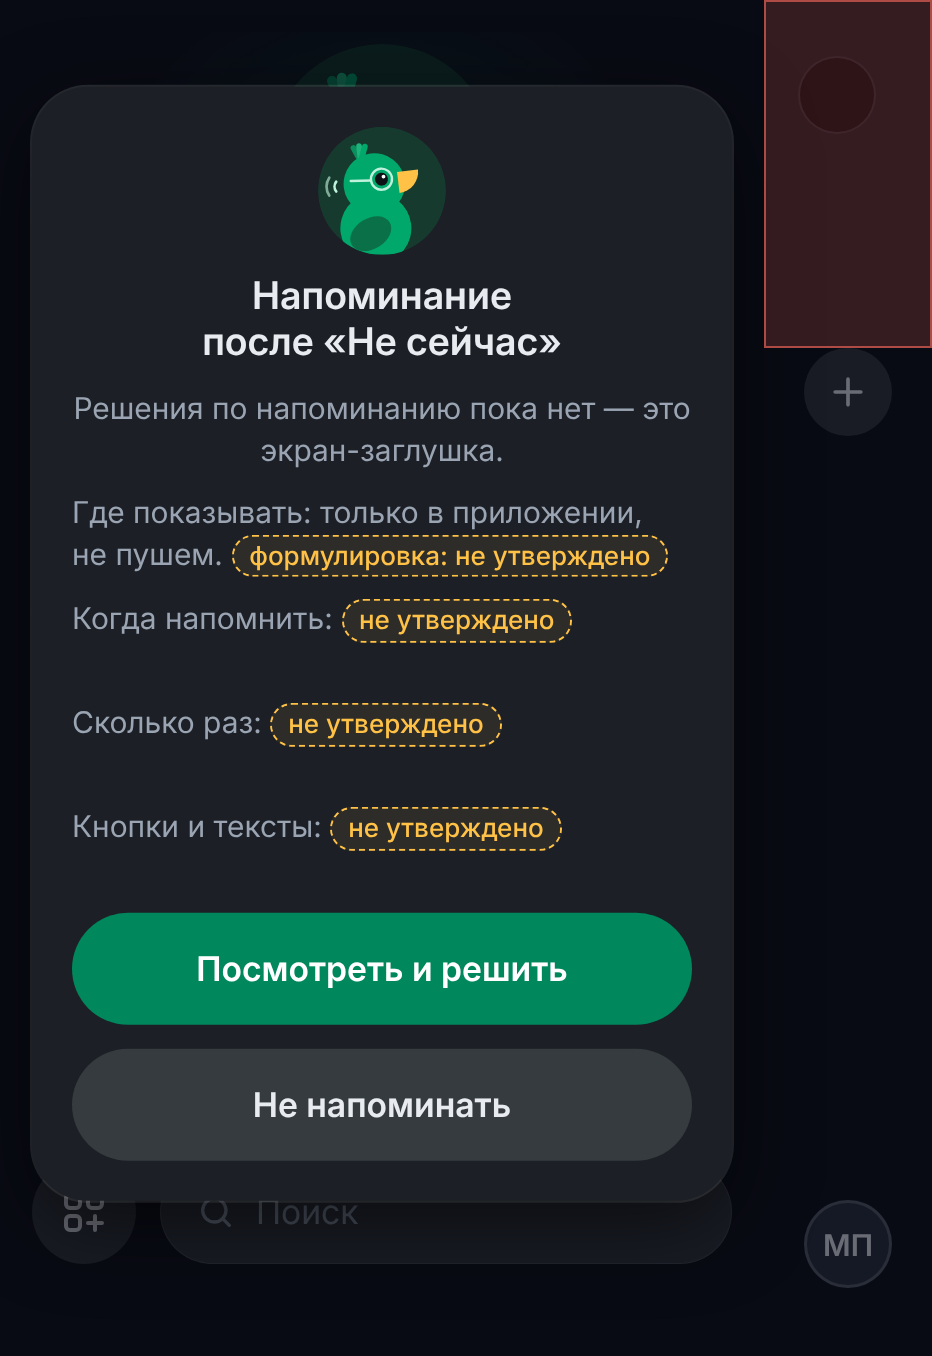 Напоминание
после «Не сейчас»
Решения по напоминанию пока нет — это
экран-заглушка.
Где показывать: только в приложении,
не пушем. формулировка: не утверждено
Когда напомнить: не утверждено
Сколько раз: не утверждено
Кнопки и тексты: не утверждено
Посмотреть и решить
Не напоминать
Поиск
МП